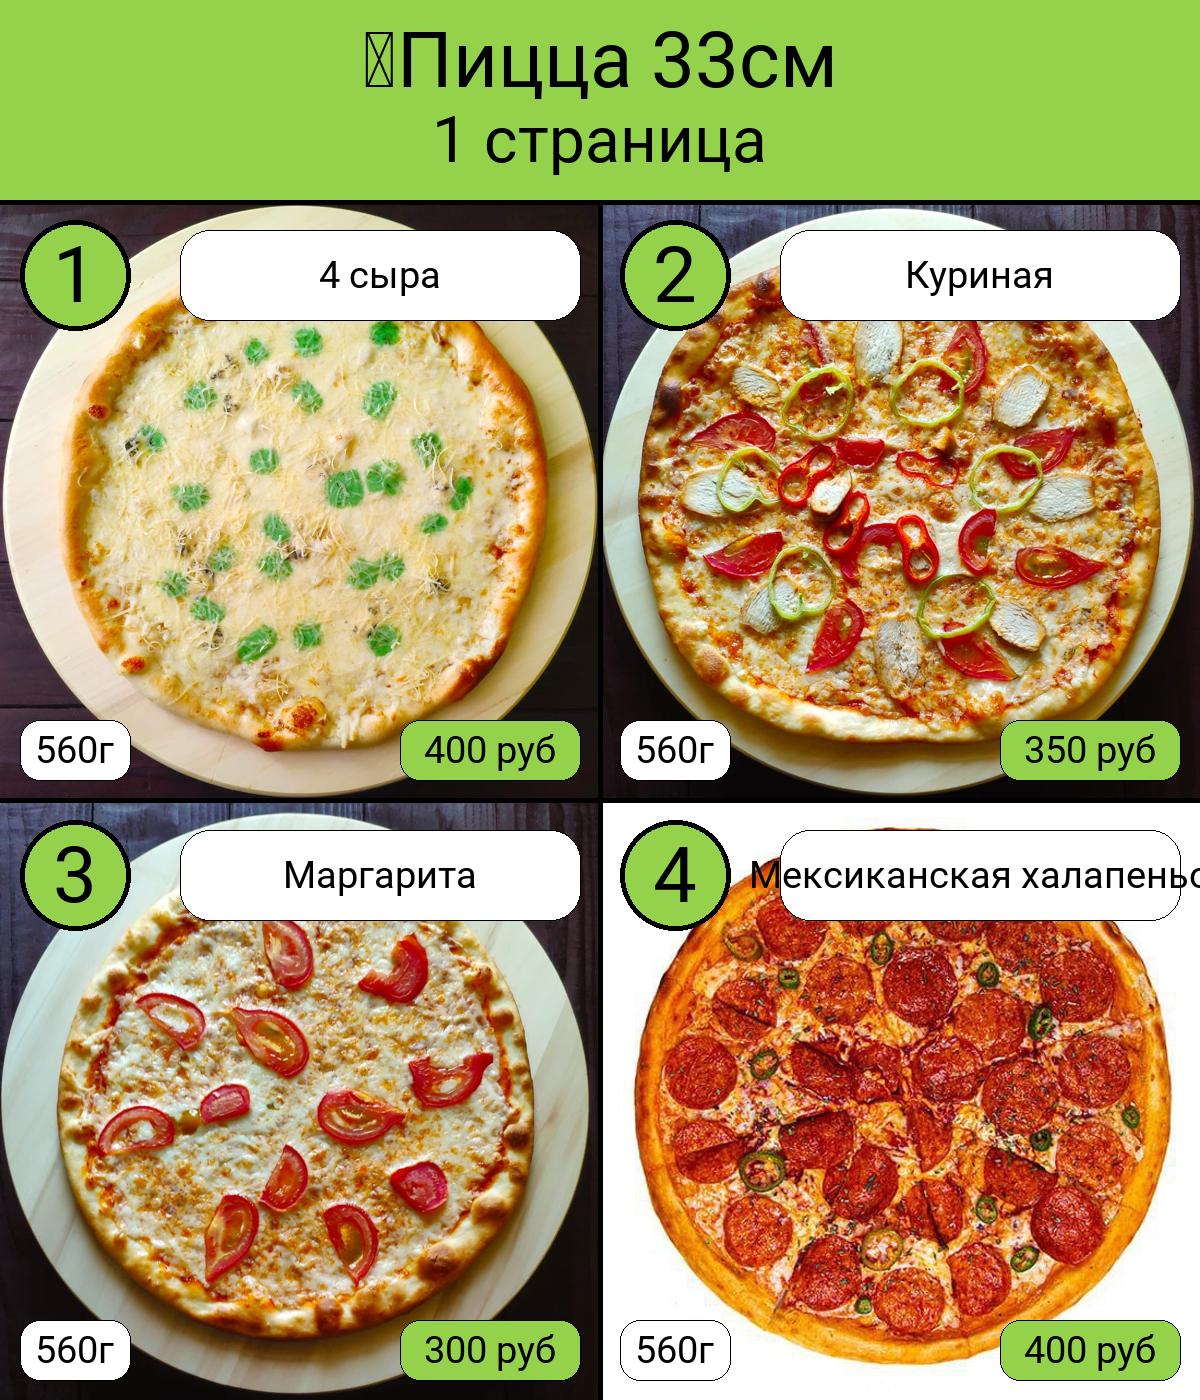 Пицца 33см
1 страница
1
4 сыра
2
Куриная
560г
400 руб
560г
350 руб
3
Маргарита
4
Мексиканская халапеньо
560г
300 руб
560г
400 руб